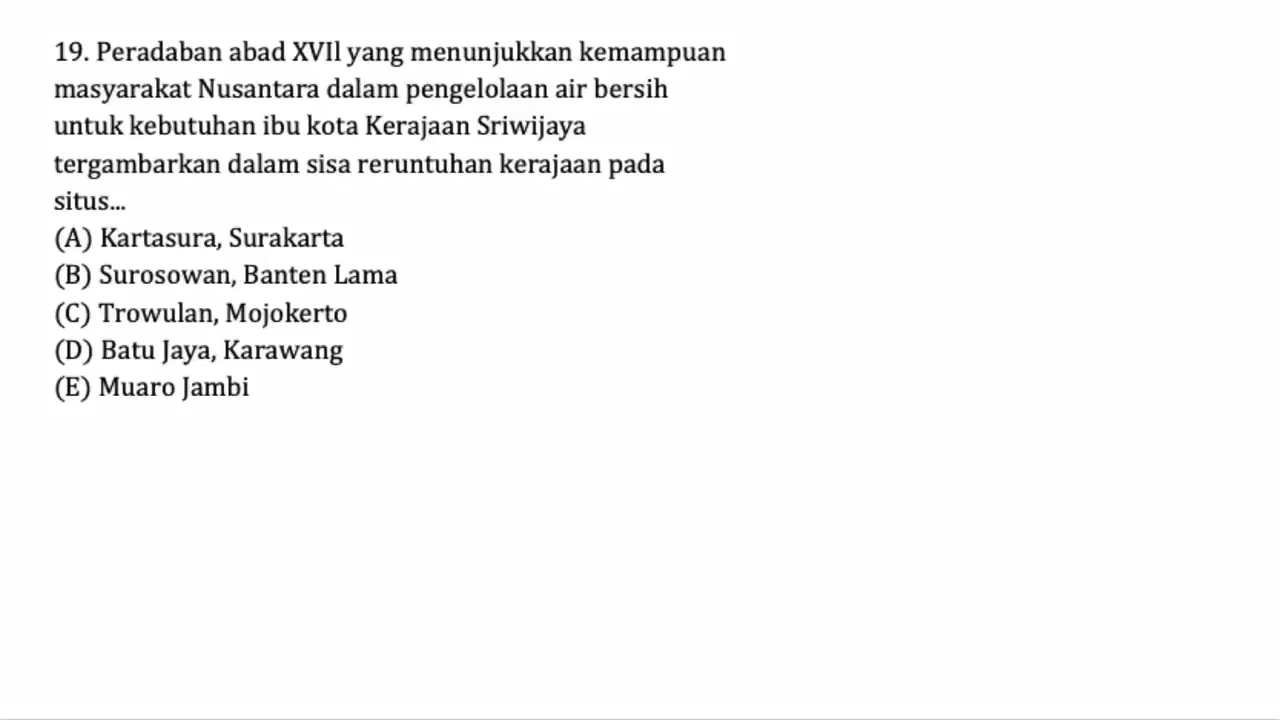 19. Peradaban abad XVIl yang menunjukkan kemampuan
masyarakat Nusantara dalam pengelolaan air bersih
untuk kebutuhan ibu kota Kerajaan Sriwijaya
tergambarkan dalam sisa reruntuhan kerajaan pada
situs...
(A) Kartasura, Surakarta
(B) Surosowan, Banten Lama
(C) Trowulan, Mojokerto
(D) Batu Jaya, Karawang
(E) Muaro Jambi